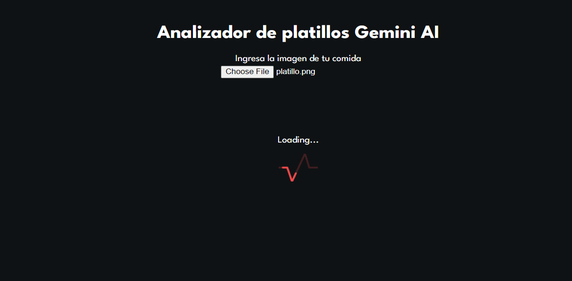 Analizador de platillos Gemini AI
Ingresa la imagen de tu comida
Choose File platillo.png
Loading...